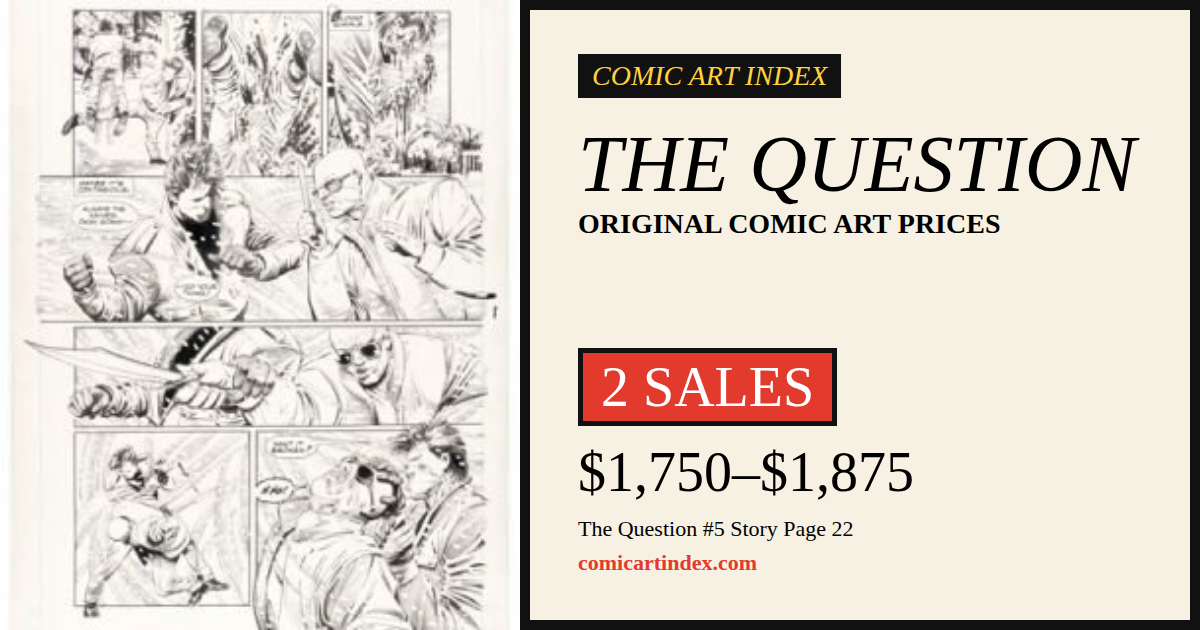 COMIC ART INDEX
THE QUESTION
ORIGINAL COMIC ART PRICES
2 SALES
$1,750–$1,875
The Question #5 Story Page 22
comicartindex.com